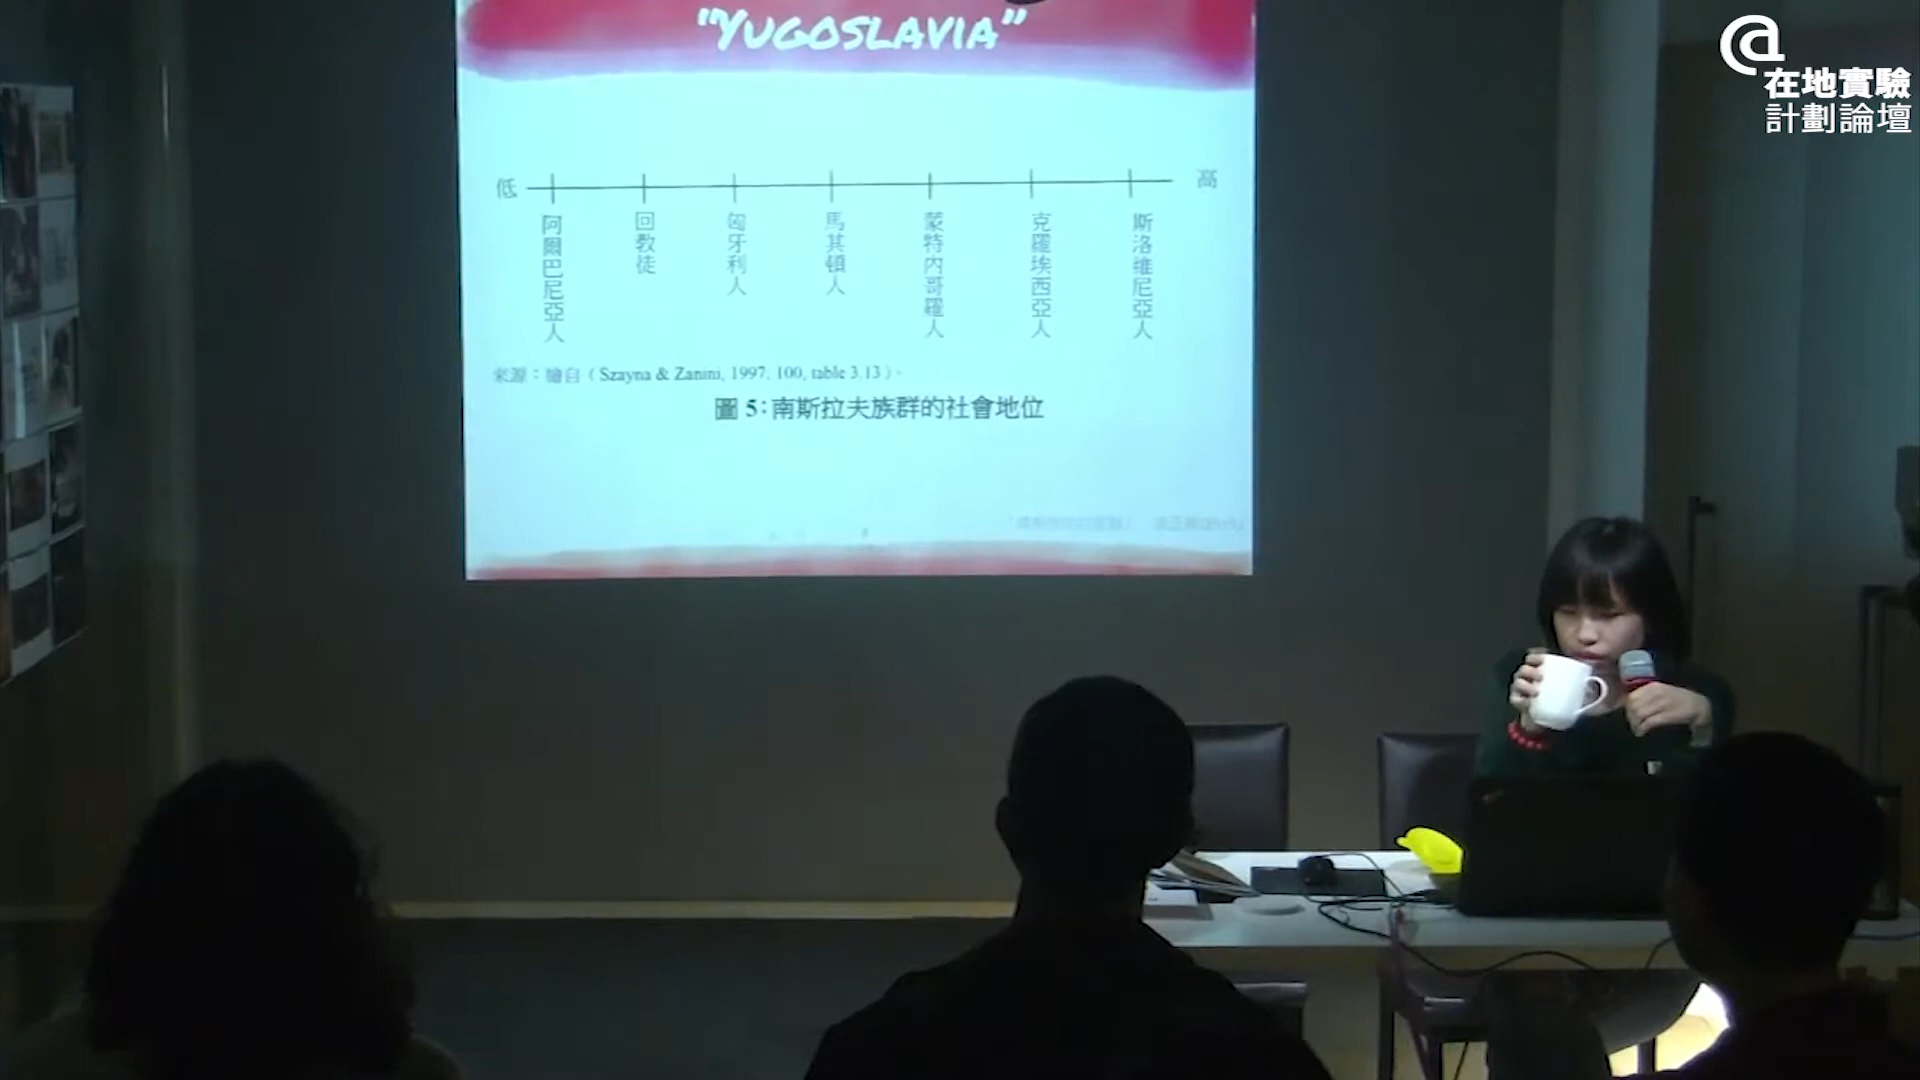 “YUGOSLAVIA”
@
在地實驗
計劃論壇
低
高
阿爾巴尼亞人
回教徒
匈牙利人
馬其頓人
蒙特內哥羅人
克羅埃西亞人
斯洛維尼亞人
來源：繪自（Szayna & Zanini, 1997, 100, table 3.13）。
圖 5：南斯拉夫族群的社會地位